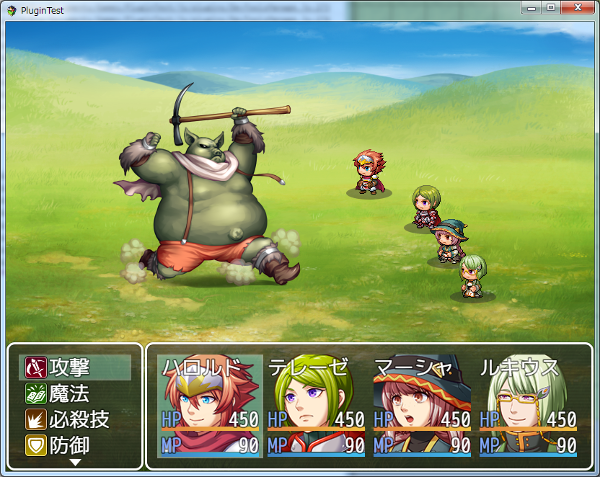 PluginTest
攻撃
魔法
必殺技
防御
ハロルド テレーゼ マーシャ ルキウス
HP 450 HP 450 HP 450 HP 450
MP 90 MP 90 MP 90 MP 90